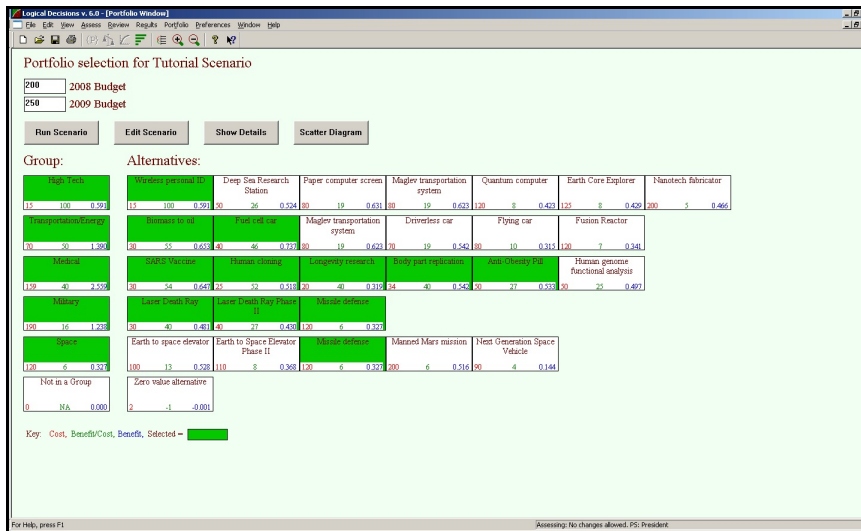 Logical Decisions v. 6.0 - [Portfolio Window]
File Edit View Assess Review Results Portfolio Preferences Window Help
Portfolio selection for Tutorial Scenario
200 2008 Budget
250 2009 Budget
Run Scenario Edit Scenario Show Details Scatter Diagram
Group: Alternatives:
High Tech Wireless personal ID Deep Sea Research Station Paper computer screen Maglev transportation system Quantum computer Earth Core Explorer Nanotech fabricator
15 100 0.591 15 100 0.591 50 26 0.524 80 19 0.631 80 19 0.623 120 8 0.423 125 8 0.429 200 5 0.466
Transportation/Energy Biomass to oil Fuel cell car Maglev transportation system Driverless car Flying car Fusion Reactor
70 50 1.390 30 55 0.653 40 46 0.737 80 19 0.623 70 19 0.542 80 10 0.315 120 7 0.341
Medical SARS Vaccine Human cloning Longevity research Body part replication Anti-Obesity Pill Human genome functional analysis
159 40 2.559 30 54 0.647 25 52 0.518 20 40 0.319 34 40 0.542 50 27 0.533 50 25 0.497
Military Laser Death Ray Laser Death Ray Phase II Missile defense
190 16 1.238 30 40 0.481 40 27 0.430 120 6 0.327
Space Earth to space elevator Earth to Space Elevator Phase II Missile defense Manned Mars mission Next Generation Space Vehicle
120 6 0.327 100 13 0.528 110 8 0.368 120 6 0.327 200 6 0.516 90 4 0.144
Not in a Group Zero value alternative
0 NA 0.000 2 -1 -0.001
Key: Cost, Benefit/Cost, Benefit, Selected =
For Help, press F1 Assessing: No changes allowed. PS: President